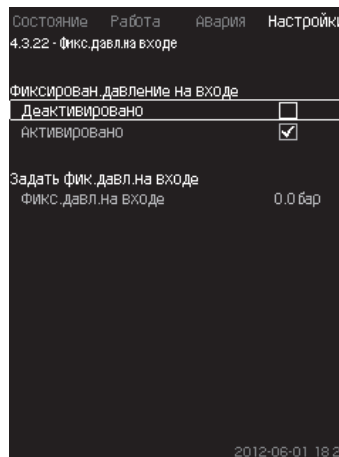 Состояние Работа Авария Настройки
4.3.22 - Фикс.давл.на входе
Фиксирован.давление на входе
Деактивировано
Активировано
Задать фик.давл.на входе
Фикс.давл.на входе 0.0 бар
2012-06-01 18:2